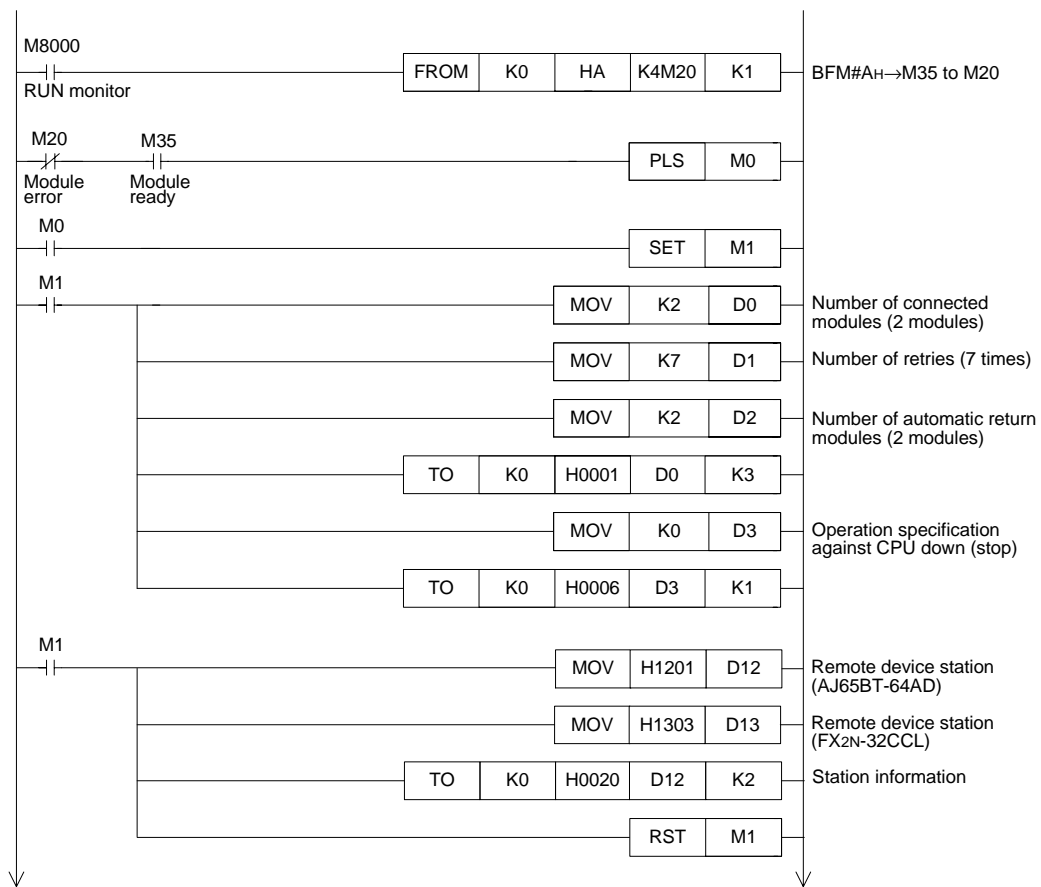 M8000
RUN monitor
FROM K0 HA K4M20 K1
BFM#AH→M35 to M20
M20 M35
Module error
Module ready
PLS M0
M0
SET M1
M1
MOV K2 D0
Number of connected
modules (2 modules)
MOV K7 D1
Number of retries (7 times)
MOV K2 D2
Number of automatic return
modules (2 modules)
TO K0 H0001 D0 K3
MOV K0 D3
Operation specification
against CPU down (stop)
TO K0 H0006 D3 K1
M1
MOV H1201 D12
Remote device station
(AJ65BT-64AD)
MOV H1303 D13
Remote device station
(FX2N-32CCL)
TO K0 H0020 D12 K2
Station information
RST M1